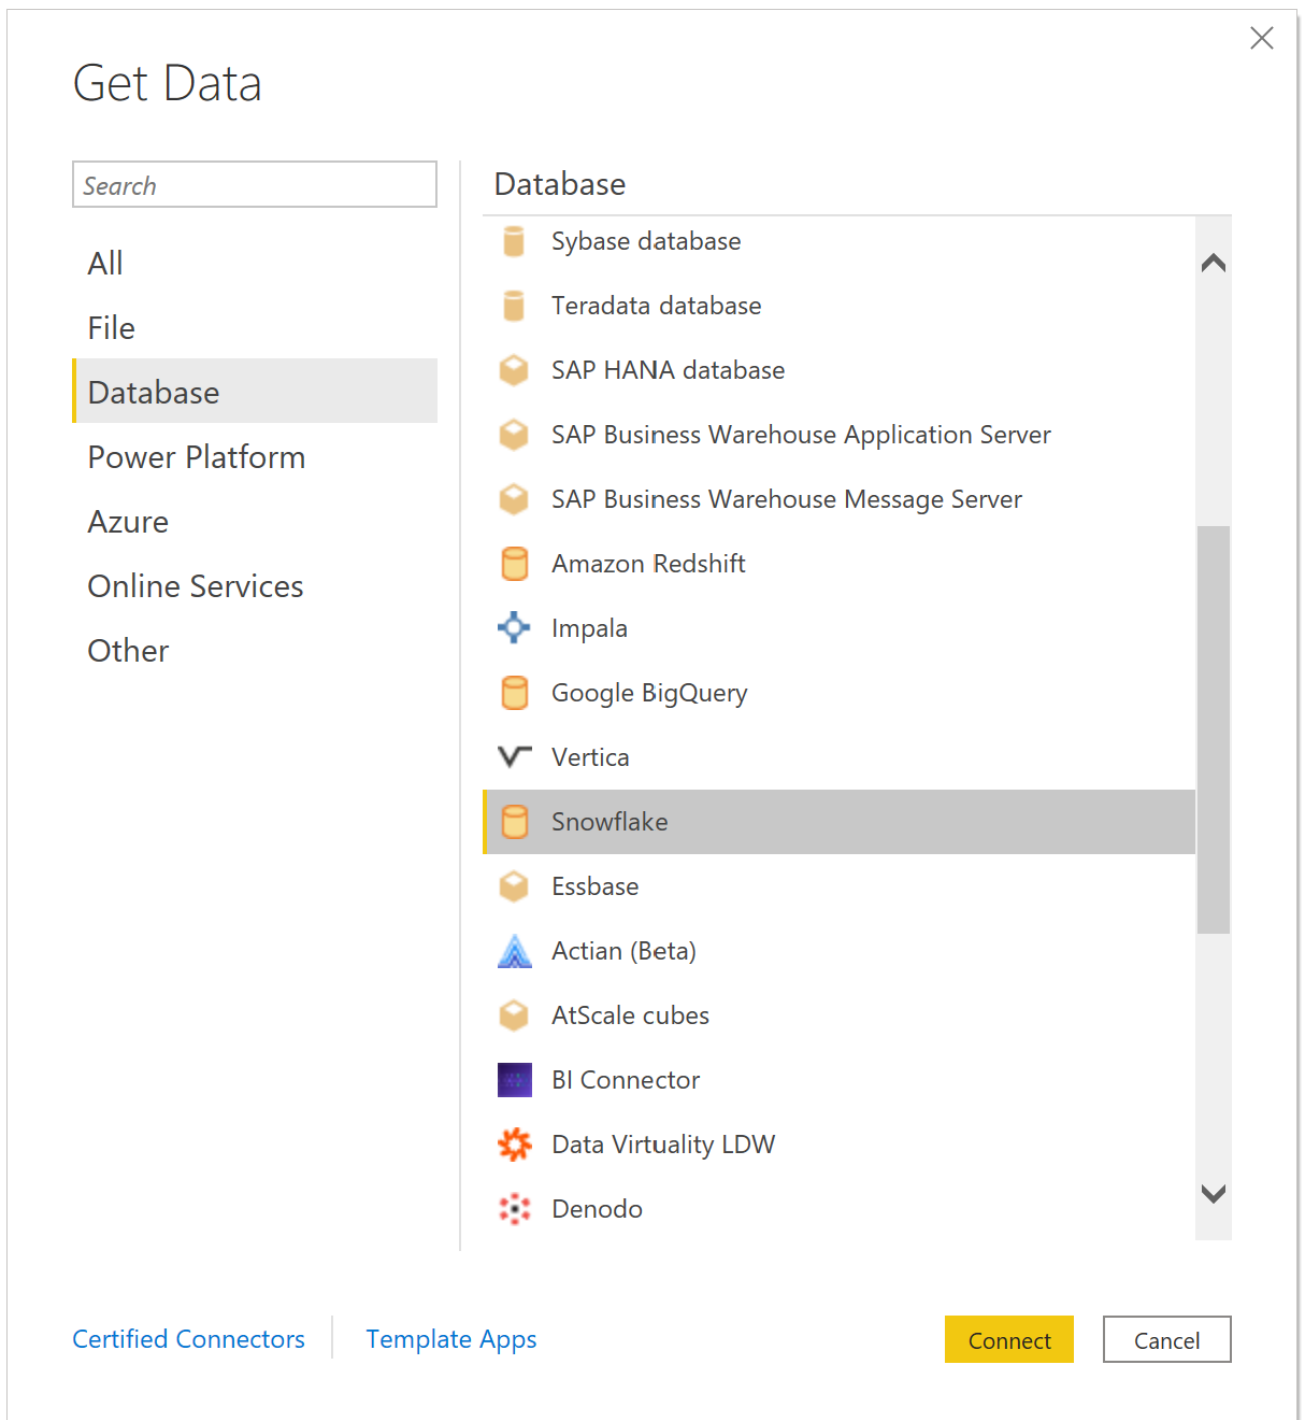 Get Data
Search
All
File
Database
Power Platform
Azure
Online Services
Other
Database
Sybase database
Teradata database
SAP HANA database
SAP Business Warehouse Application Server
SAP Business Warehouse Message Server
Amazon Redshift
Impala
Google BigQuery
Vertica
Snowflake
Essbase
Actian (Beta)
AtScale cubes
BI Connector
Data Virtuality LDW
Denodo
Certified Connectors
Template Apps
Connect
Cancel